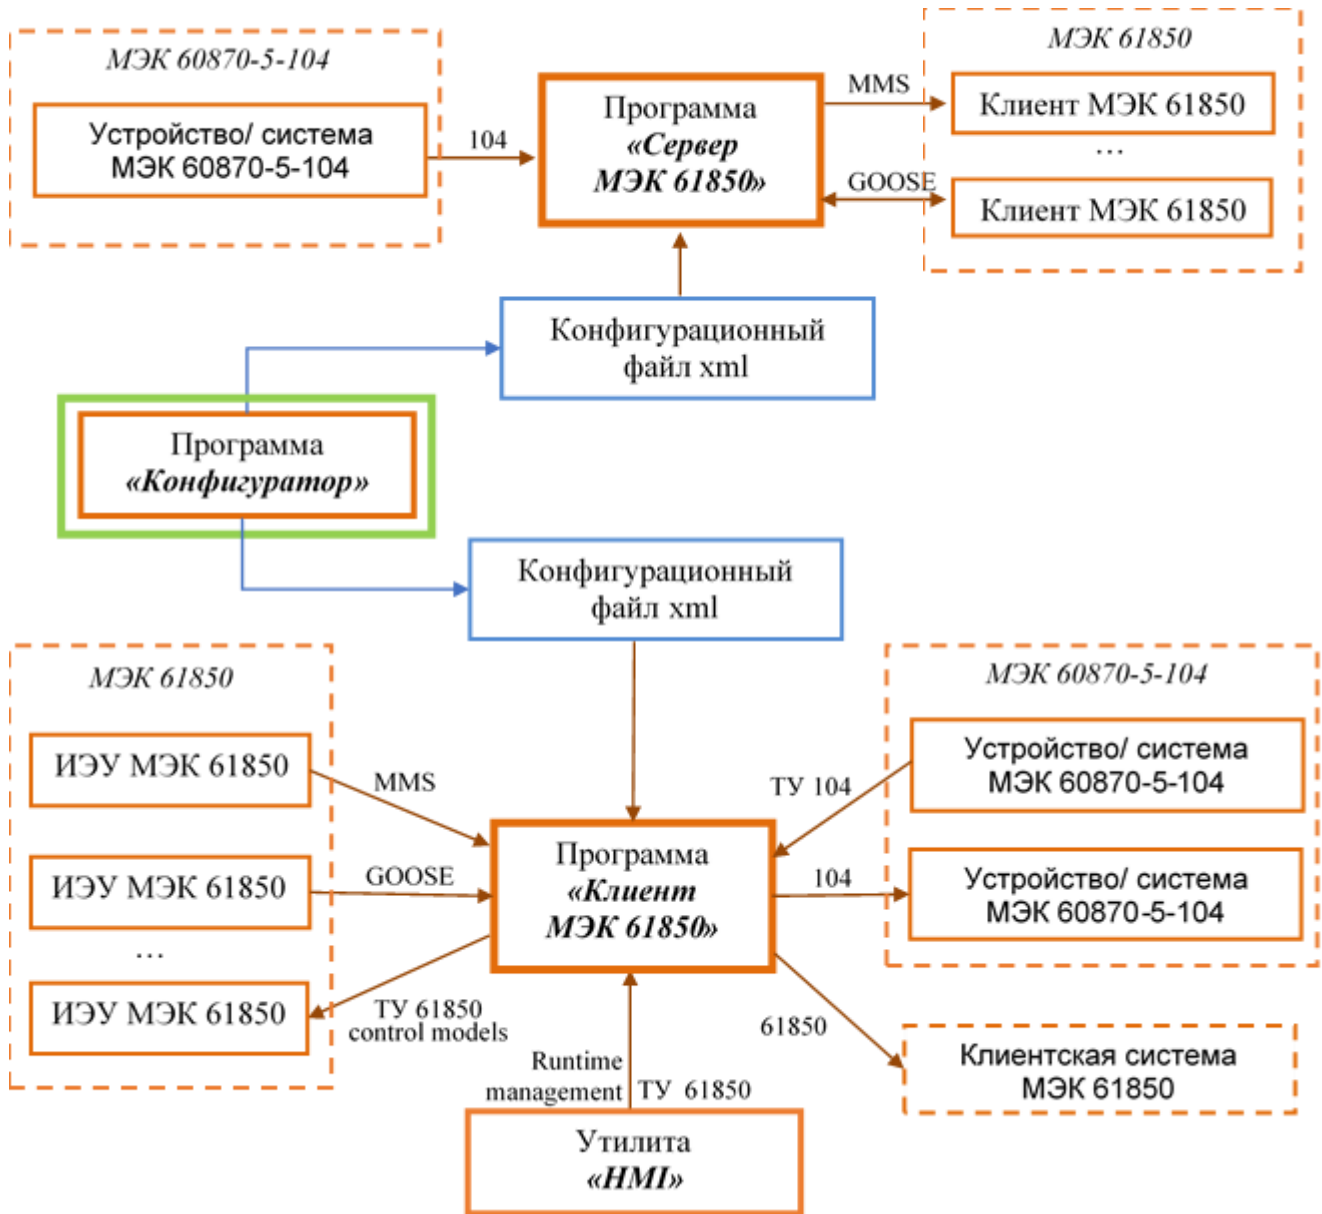 МЭК 60870-5-104
Устройство/ система
МЭК 60870-5-104
104
Программа
«Сервер
МЭК 61850»
MMS
GOOSE
МЭК 61850
Клиент МЭК 61850
...
Клиент МЭК 61850
Конфигурационный
файл xml
Программа
«Конфигуратор»
Конфигурационный
файл xml
МЭК 61850
ИЭУ МЭК 61850
ИЭУ МЭК 61850
...
ИЭУ МЭК 61850
MMS
GOOSE
ТУ 61850
control models
Программа
«Клиент
МЭК 61850»
ТУ 104
104
61850
МЭК 60870-5-104
Устройство/ система
МЭК 60870-5-104
Устройство/ система
МЭК 60870-5-104
Клиентская система
МЭК 61850
Runtime
management
ТУ 61850
Утилита
«HMI»